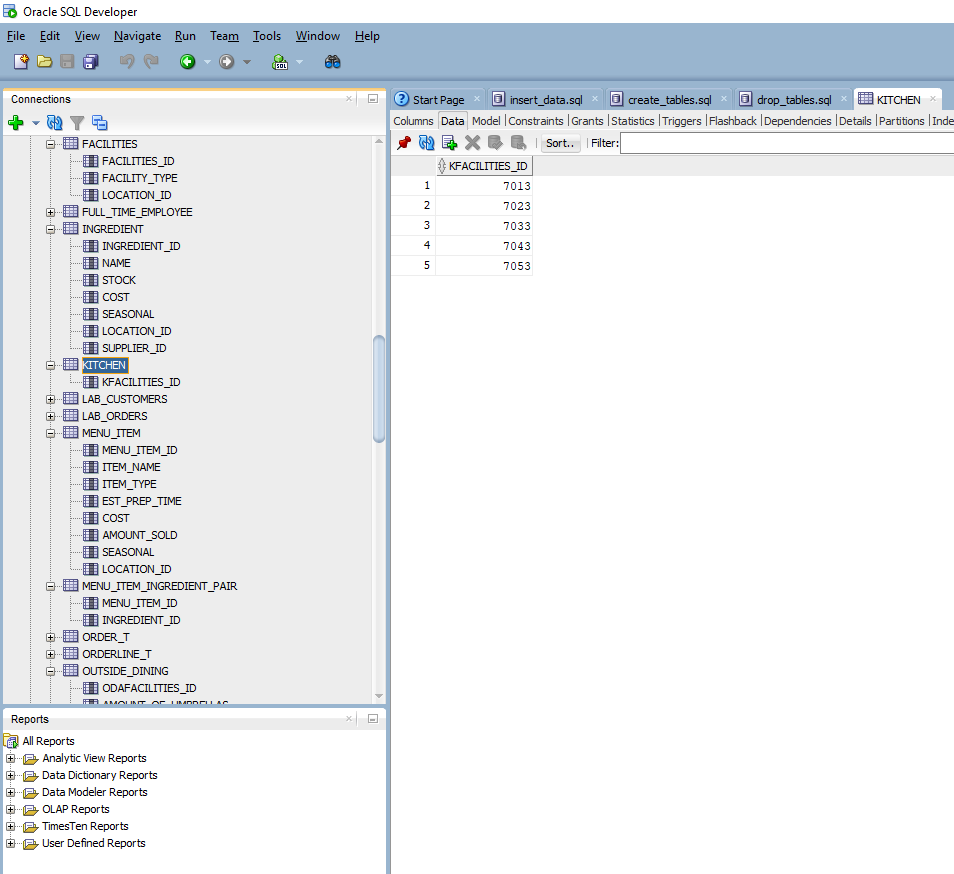 Oracle SQL Developer
File Edit View Navigate Run Team Tools Window Help
SQL
Connections
FACILITIES
FACILITIES_ID
FACILITY_TYPE
LOCATION_ID
FULL_TIME_EMPLOYEE
INGREDIENT
INGREDIENT_ID
NAME
STOCK
COST
SEASONAL
LOCATION_ID
SUPPLIER_ID
KITCHEN
KFACILITIES_ID
LAB_CUSTOMERS
LAB_ORDERS
MENU_ITEM
MENU_ITEM_ID
ITEM_NAME
ITEM_TYPE
EST_PREP_TIME
COST
AMOUNT_SOLD
SEASONAL
LOCATION_ID
MENU_ITEM_INGREDIENT_PAIR
MENU_ITEM_ID
INGREDIENT_ID
ORDER_T
ORDERLINE_T
OUTSIDE_DINING
ODAFACILITIES_ID
AMOUNT_OF_UMBRELLAS
Reports
All Reports
Analytic View Reports
Data Dictionary Reports
Data Modeler Reports
OLAP Reports
TimesTen Reports
User Defined Reports
Start Page insert_data.sql create_tables.sql drop_tables.sql KITCHEN
Columns Data Model Constraints Grants Statistics Triggers Flashback Dependencies Details Partitions Inde
Sort.. Filter:
KFACILITIES_ID
1 7013
2 7023
3 7033
4 7043
5 7053